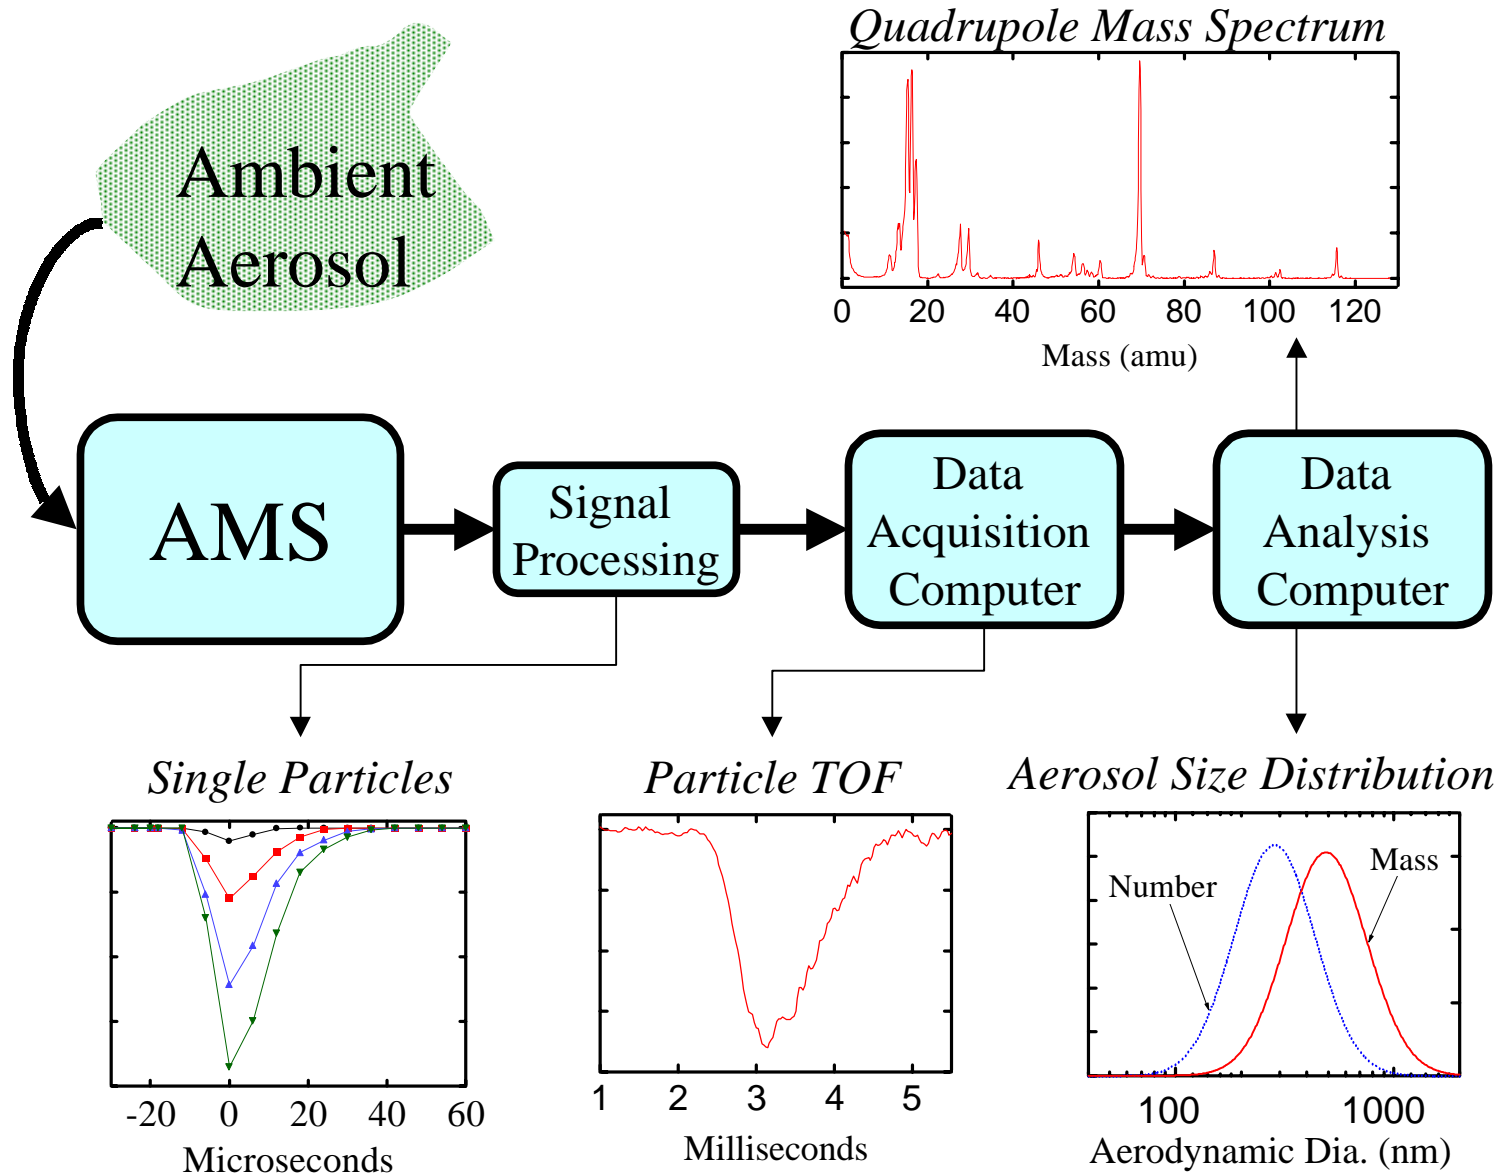 Quadrupole Mass Spectrum
Ambient
Aerosol
0 20 40 60 80 100 120
Mass (amu)
AMS
Signal
Processing
Data
Acquisition
Computer
Data
Analysis
Computer
Single Particles
-20 0 20 40 60
Microseconds
Particle TOF
1 2 3 4 5
Milliseconds
Aerosol Size Distribution
Number
Mass
100 1000
Aerodynamic Dia. (nm)